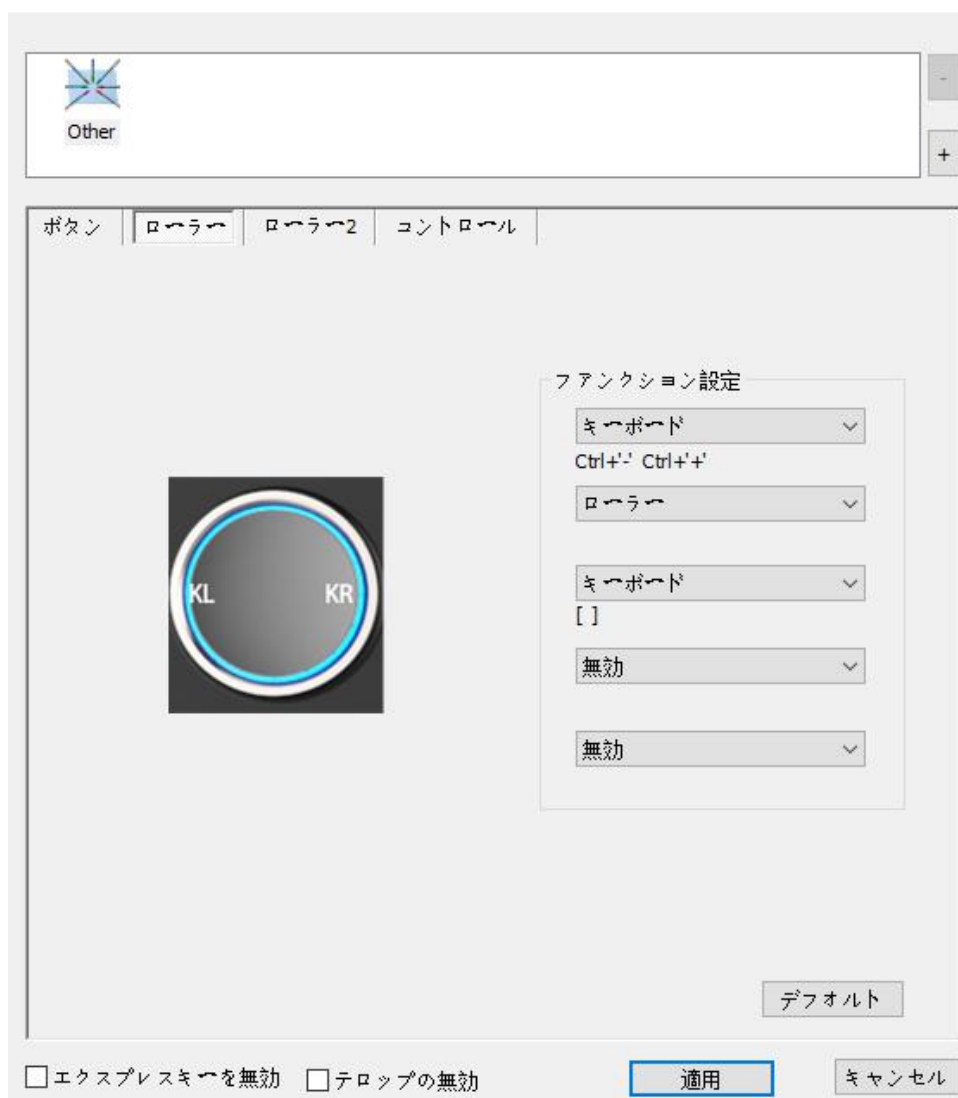 Other
-
+
ボタン ローラー ローラー2 コントロール
ファンクション設定
キーボード
Ctrl+'-' Ctrl+'+'
ローラー
KL KR
キーボード
[ ]
無効
無効
デフォルト
エクスプレスキーを無効 テロップの無効 適用 キャンセル